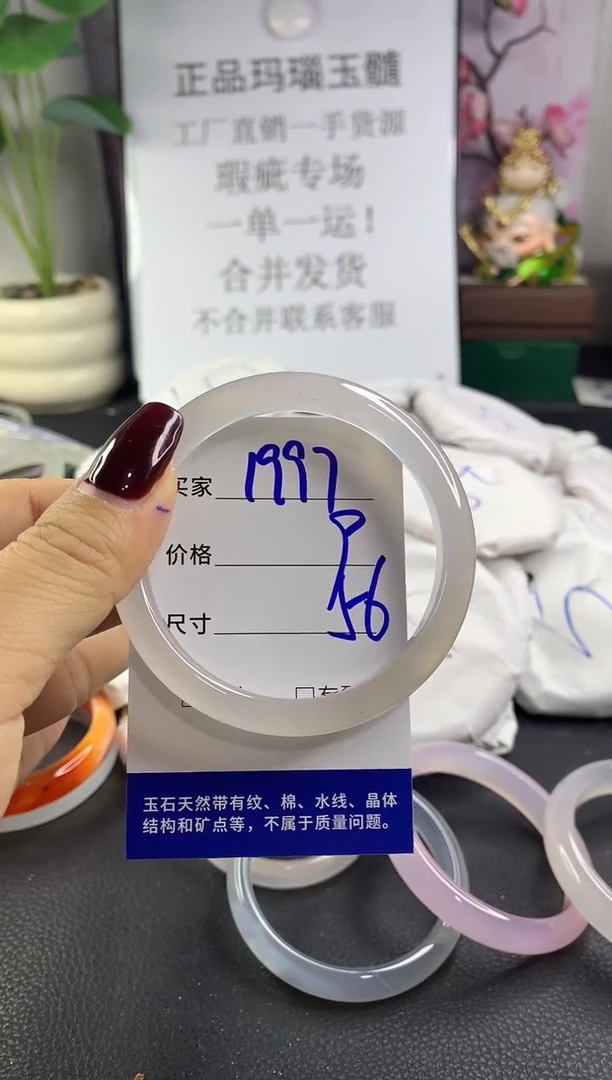 正品玛瑙玉髓
工厂直销一手货源
瑕疵专场
一单一运！
合并发货
不合并联系客服
买家 1997
价格
尺寸 56
玉石天然带有纹、棉、水线、晶体
结构和矿点等，不属于质量问题。